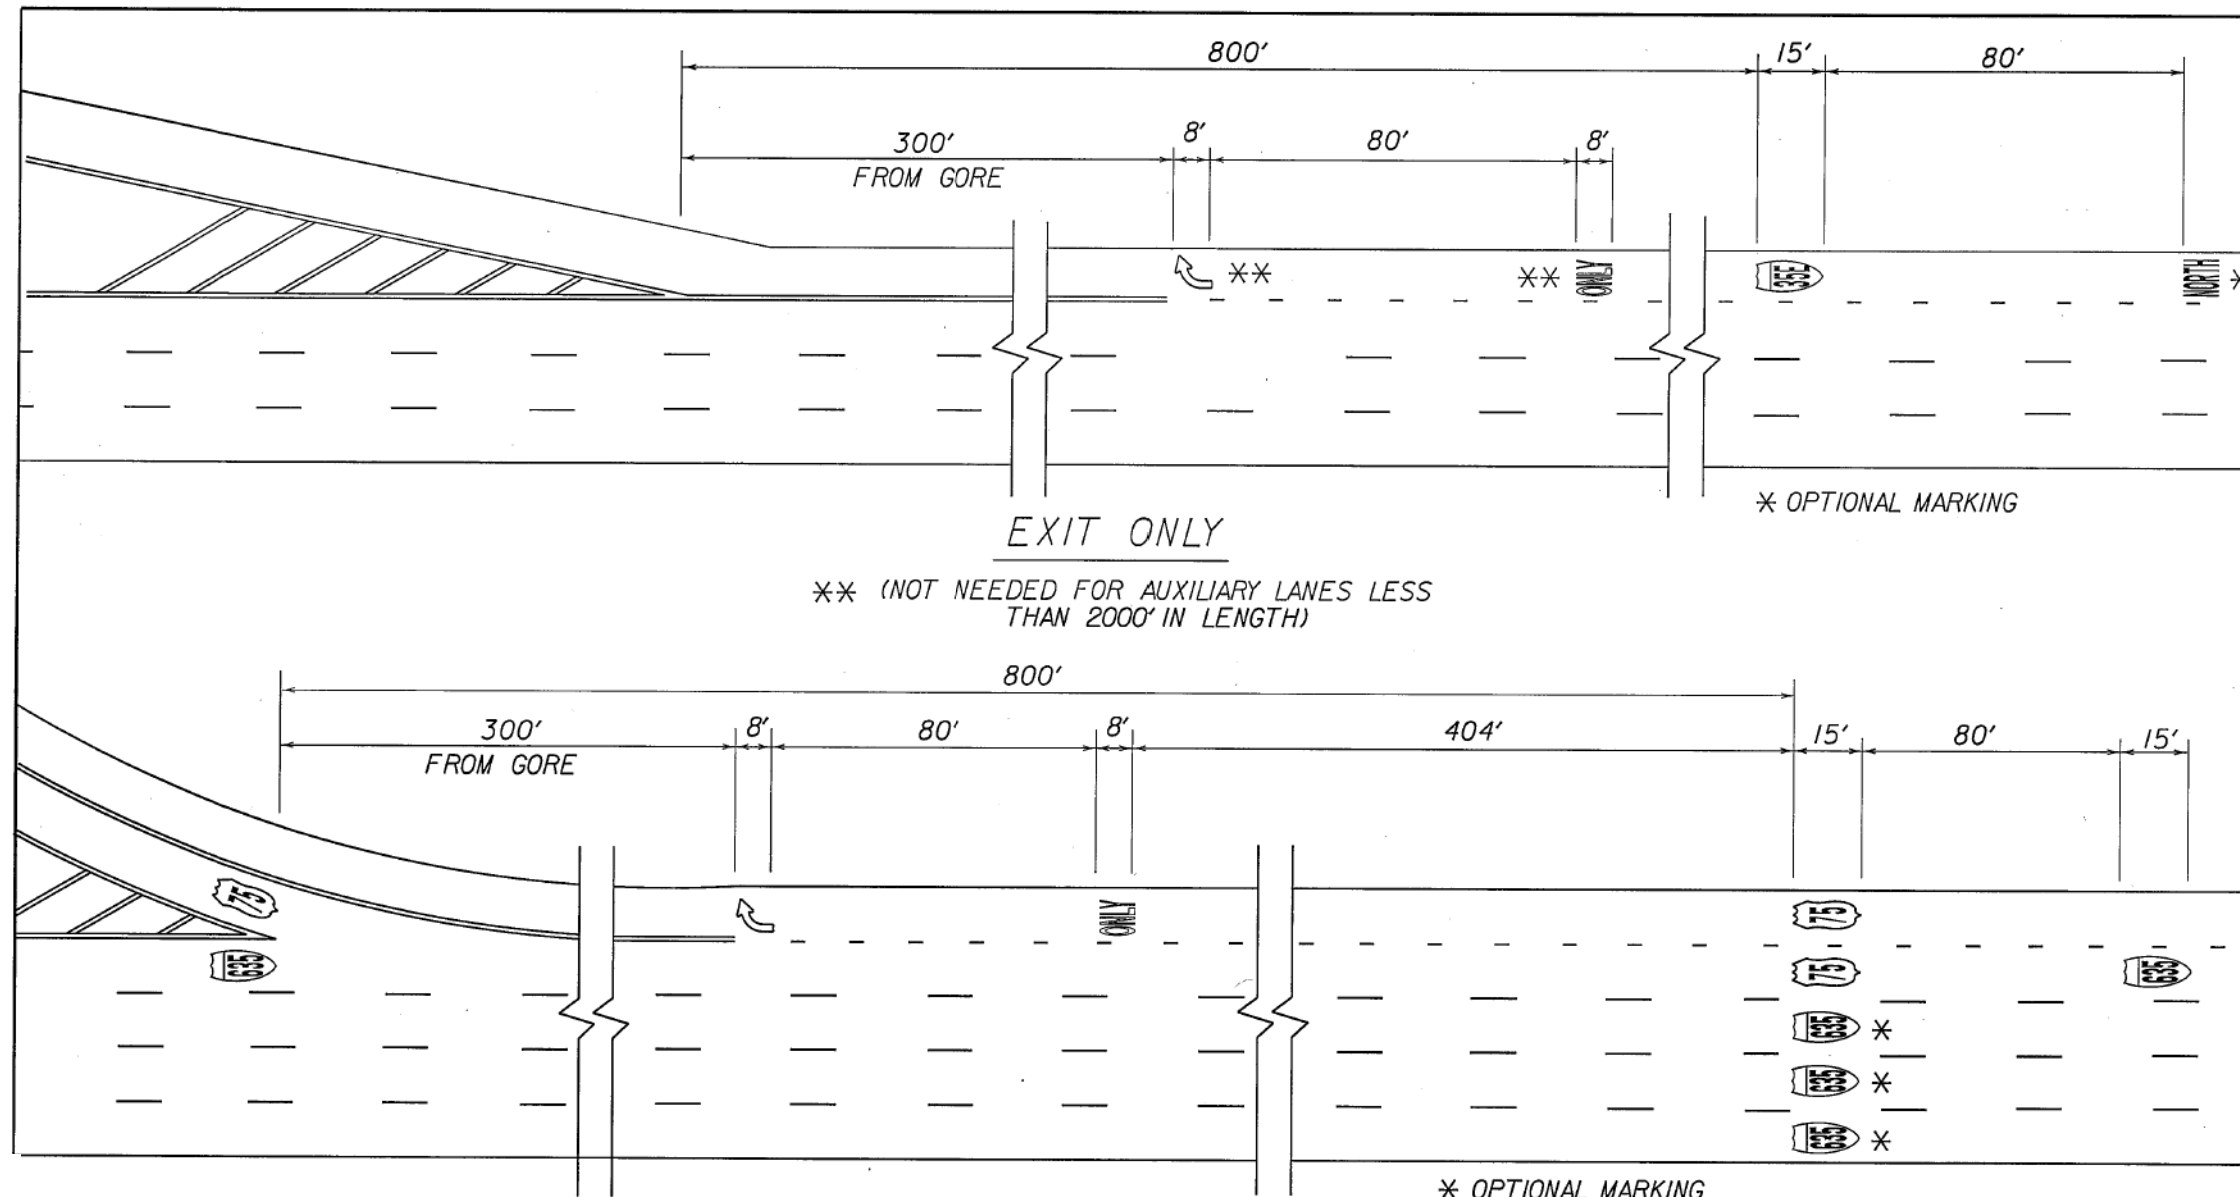 800' 15' 80'
300' 8' 80' 8'
FROM GORE
** ** ONLY 35E NORTH *
* OPTIONAL MARKING
EXIT ONLY
** (NOT NEEDED FOR AUXILIARY LANES LESS
THAN 2000' IN LENGTH)
800'
300' 8' 80' 8' 404' 15' 80' 15'
FROM GORE
75 ONLY 75
635 75 635
635 *
635 *
635 *
* OPTIONAL MARKING